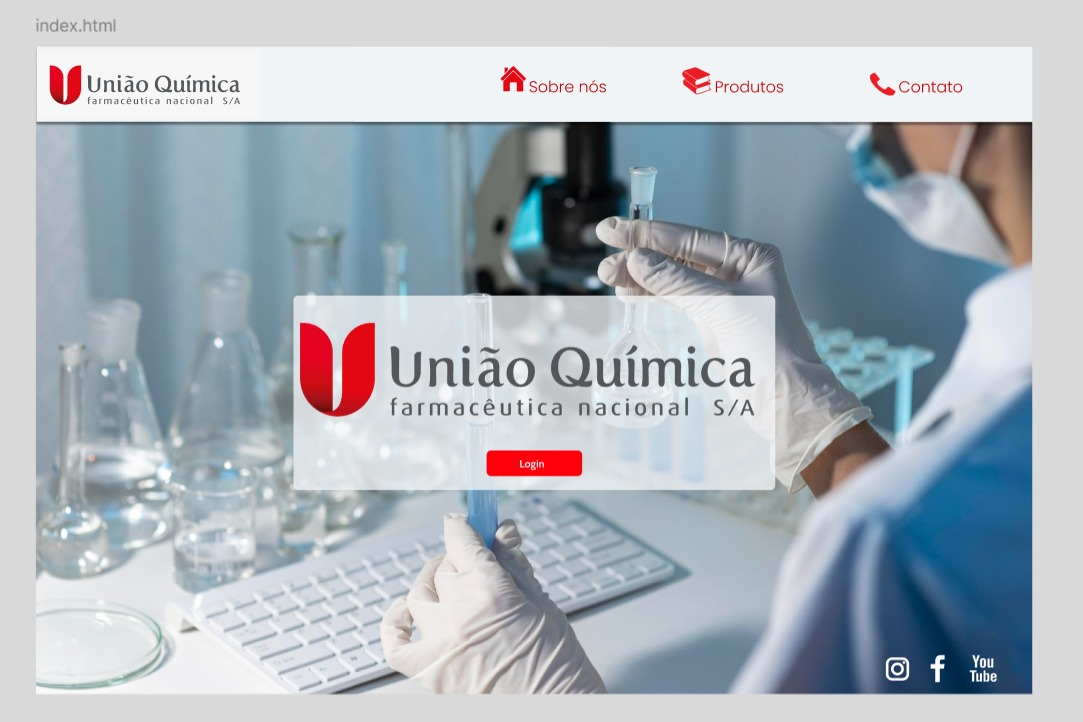 index.html
União Química
farmacêutica nacional S/A
Sobre nós
Produtos
Contato
União Química
farmacêutica nacional S/A
Login
You
Tube